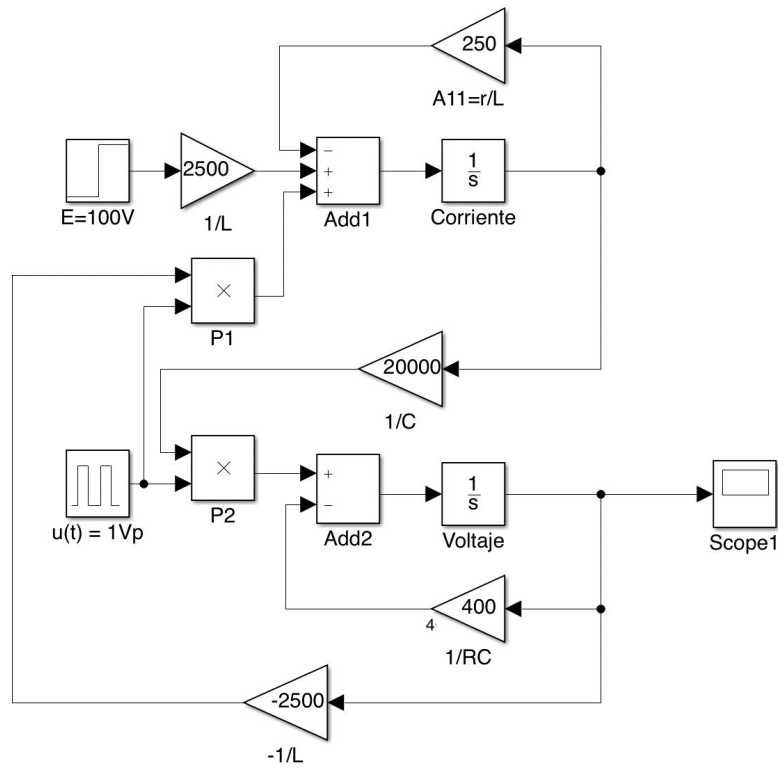 250
A11=r/L
E=100V
2500
1/L
−
+
+
Add1
1
s
Corriente
×
P1
20000
1/C
u(t) = 1Vp
×
P2
+
−
Add2
1
s
Voltaje
Scope1
400
4
1/RC
-2500
-1/L